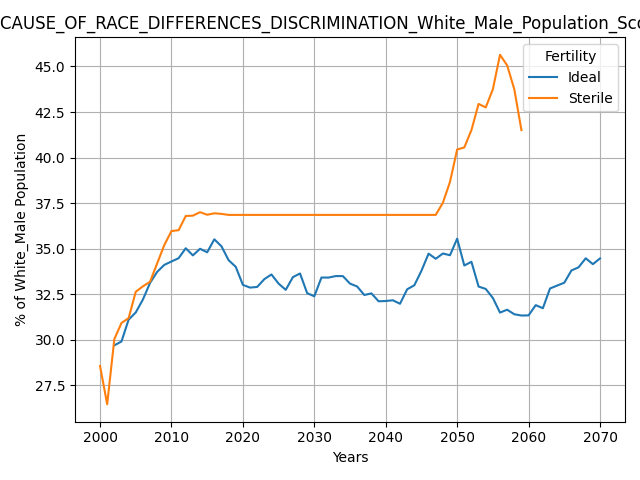 CAUSE_OF_RACE_DIFFERENCES_DISCRIMINATION_White_Male_Population_Sco
Fertility
Ideal
Sterile
% of White_Male Population
45.0
42.5
40.0
37.5
35.0
32.5
30.0
27.5
2000 2010 2020 2030 2040 2050 2060 2070
Years